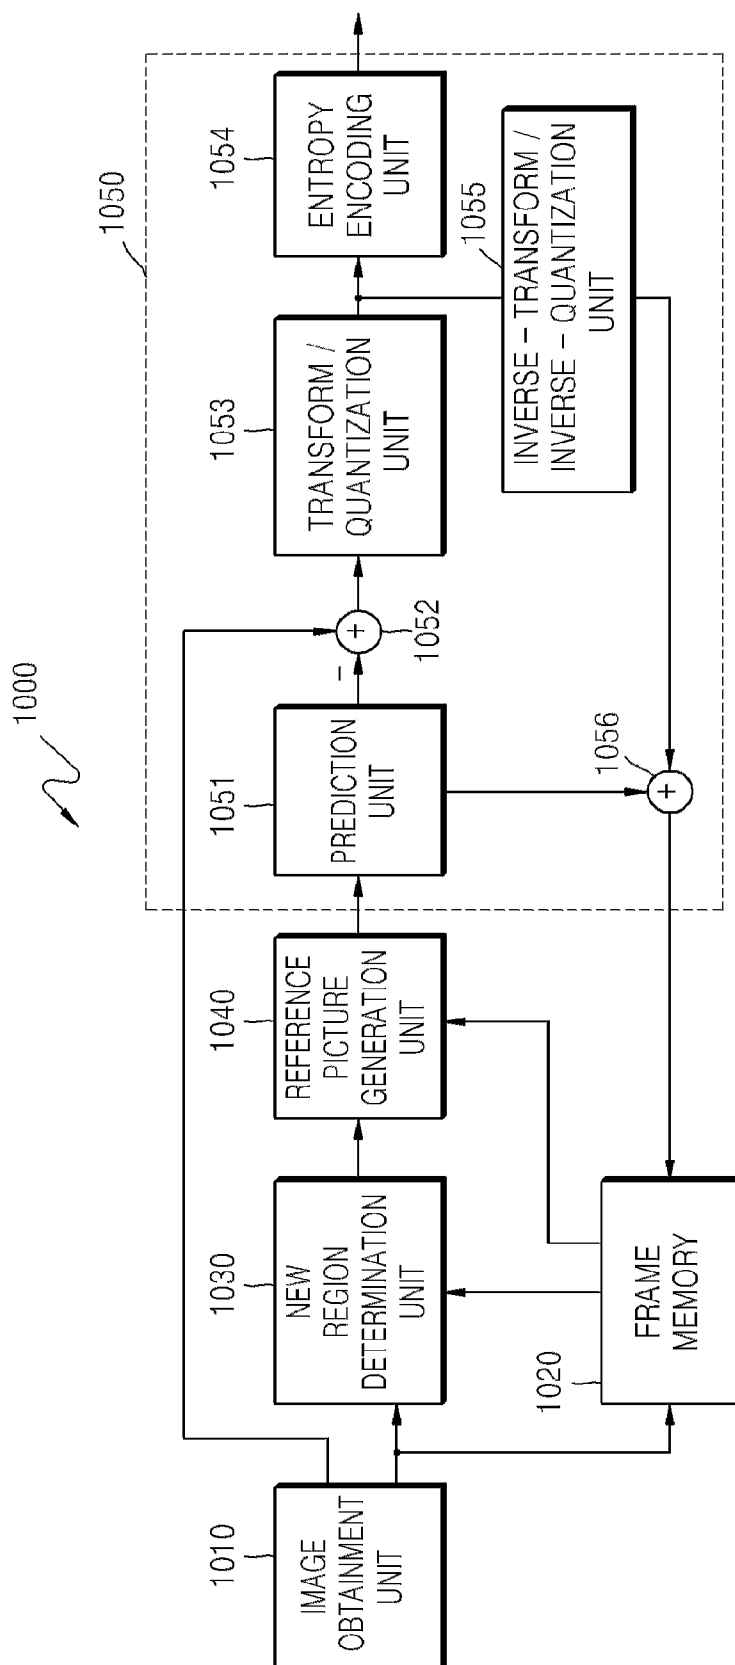 1000
1010
IMAGE
OBTAINMENT
UNIT
1020
FRAME
MEMORY
1030
NEW
REGION
DETERMINATION
UNIT
1040
REFERENCE
PICTURE
GENERATION
UNIT
1050
1051
PREDICTION
UNIT
-
+
1052
1053
TRANSFORM /
QUANTIZATION
UNIT
1054
ENTROPY
ENCODING
UNIT
1055
INVERSE - TRANSFORM /
INVERSE - QUANTIZATION
UNIT
1056
+